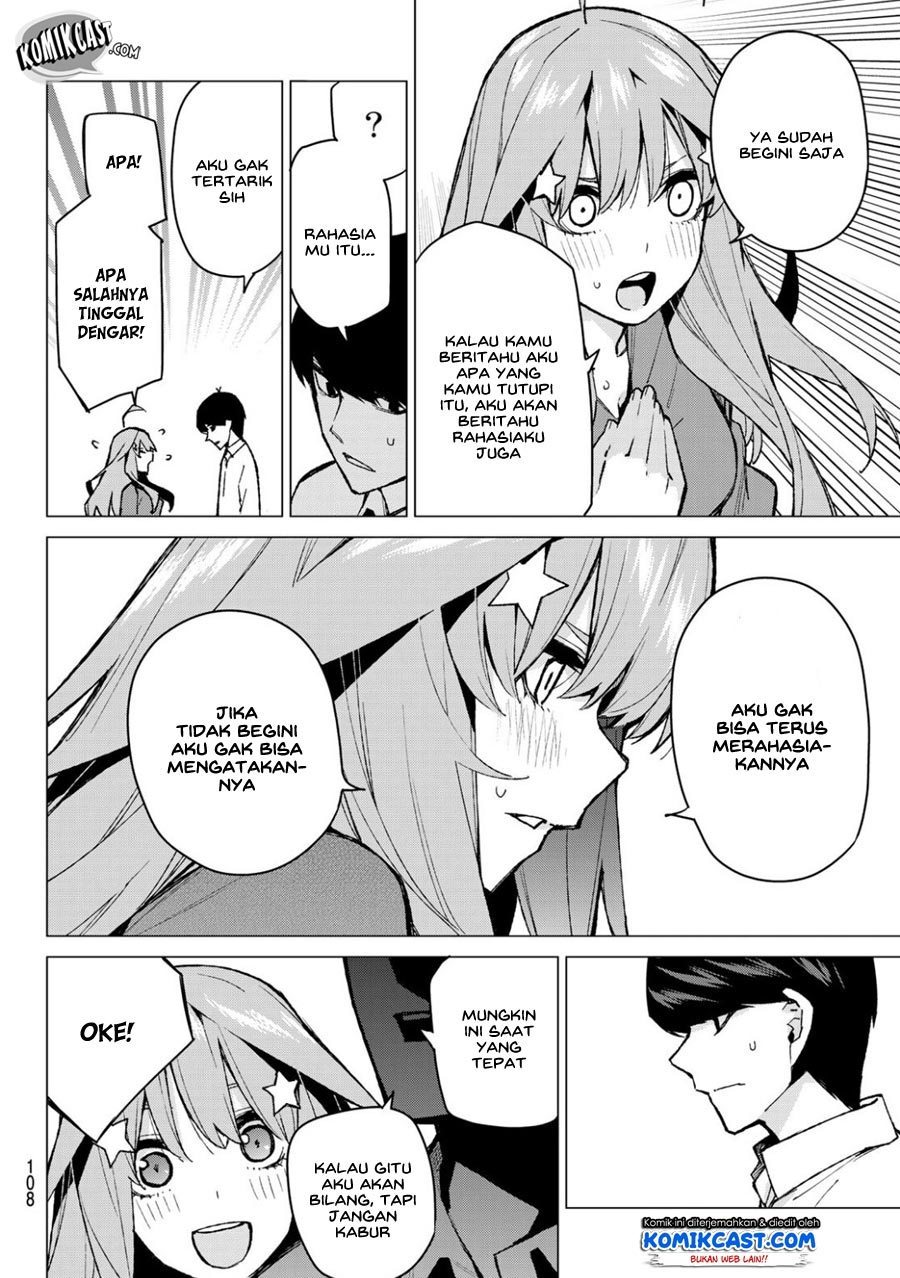 KOMIKCAST
.COM
YA SUDAH
BEGINI SAJA
KALAU KAMU
BERITAHU AKU
APA YANG
KAMU TUTUPI
ITU, AKU AKAN
BERITAHU
RAHASIAKU
JUGA
?
RAHASIA
MU ITU...
AKU GAK
TERTARIK
SIH
APA!
APA
SALAHNYA
TINGGAL
DENGAR!
AKU GAK
BISA TERUS
MERAHASIA-
KANNYA
JIKA
TIDAK BEGINI
AKU GAK BISA
MENGATAKAN-
NYA
MUNGKIN
INI SAAT
YANG
TEPAT
KALAU GITU
AKU AKAN
BILANG, TAPI
JANGAN
KABUR
OKE!
108
Komik ini diterjemahkan & diedit oleh
KOMIKCAST.COM
BUKAN WEB LAIN!!